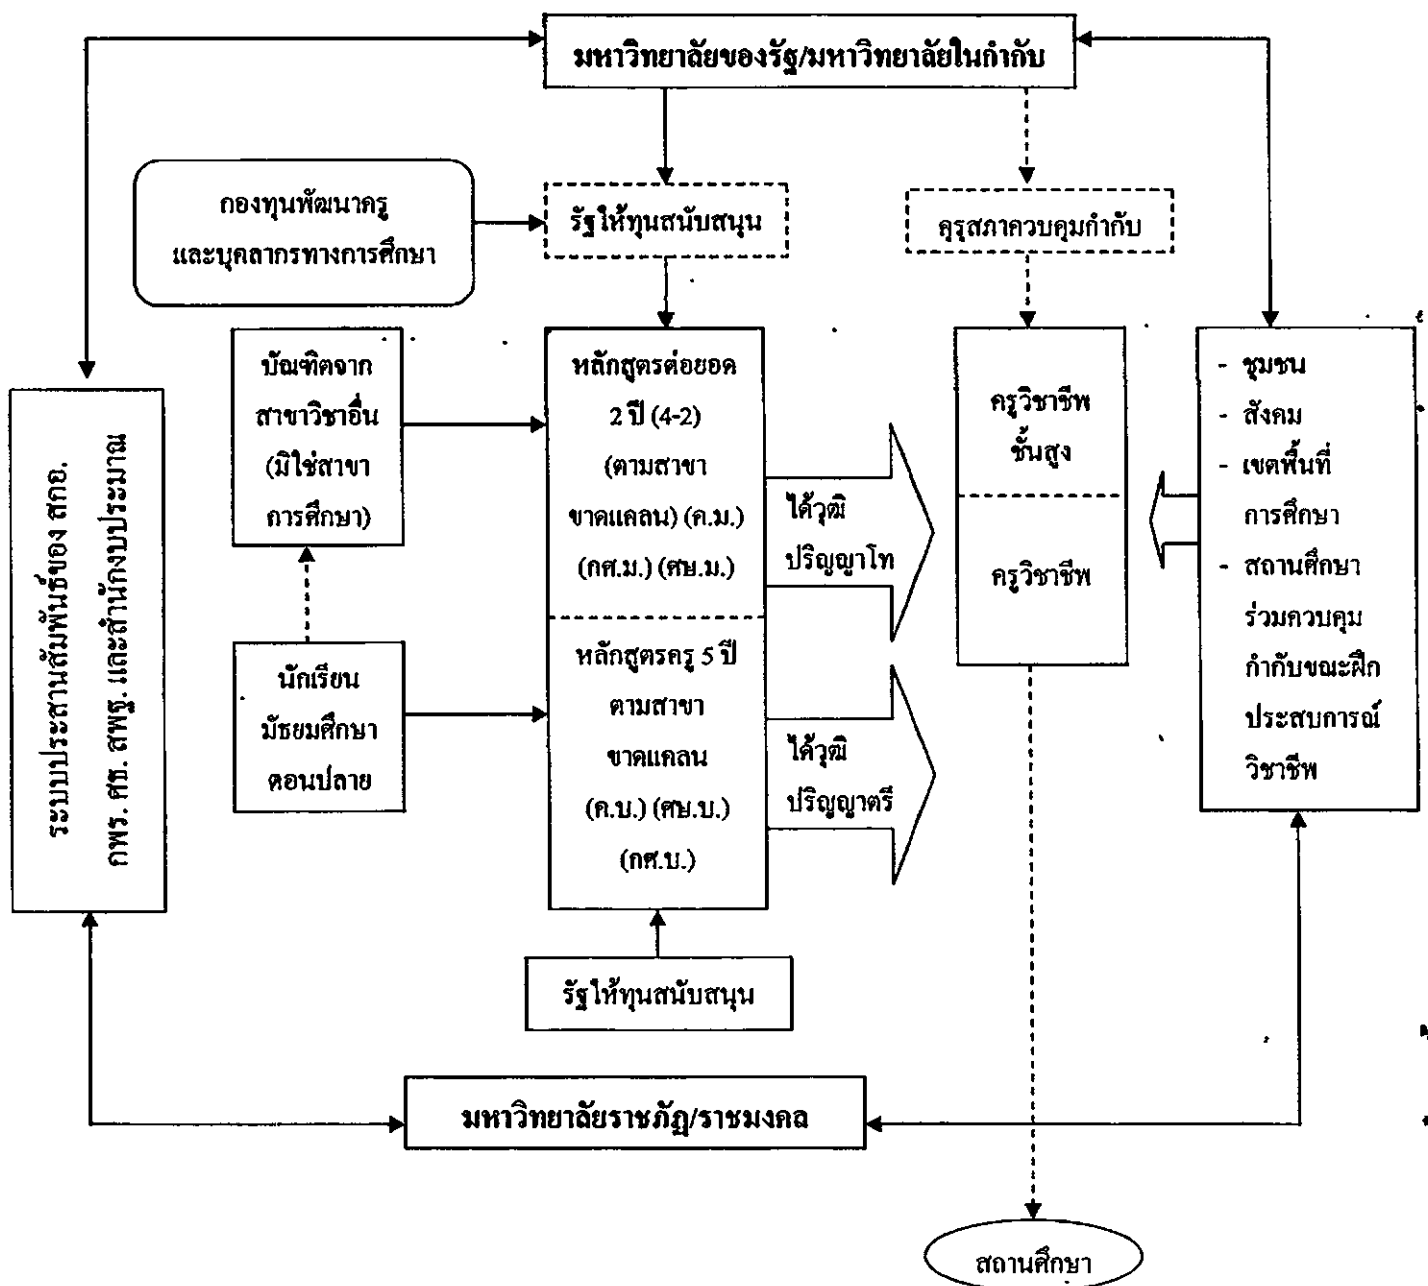 มหาวิทยาลัยของรัฐ/มหาวิทยาลัยในกำกับ
กองทุนพัฒนาครู
และบุคลากรทางการศึกษา
รัฐให้ทุนสนับสนุน
คุรุสภาควบคุมกำกับ
ระบบประสานสัมพันธ์ของ สกอ.
กพร. ศธ. สพฐ. และสำนักงบประมาณ
บัณฑิตจาก
สาขาวิชาอื่น
(มิใช่สาขา
การศึกษา)
นักเรียน
มัธยมศึกษา
ตอนปลาย
หลักสูตรต่อยอด
2 ปี (4-2)
(ตามสาขา
ขาดแคลน) (ค.ม.)
(กศ.ม.) (ศษ.ม.)
หลักสูตรครู 5 ปี
ตามสาขา
ขาดแคลน
(ค.บ.) (ศษ.บ.)
(กศ.บ.)
ได้วุฒิ
ปริญญาโท
ได้วุฒิ
ปริญญาตรี
ครูวิชาชีพ
ชั้นสูง
ครูวิชาชีพ
- ชุมชน
- สังคม
- เขตพื้นที่
การศึกษา
- สถานศึกษา
ร่วมควบคุม
กำกับขณะฝึก
ประสบการณ์
วิชาชีพ
รัฐให้ทุนสนับสนุน
มหาวิทยาลัยราชภัฏ/ราชมงคล
สถานศึกษา